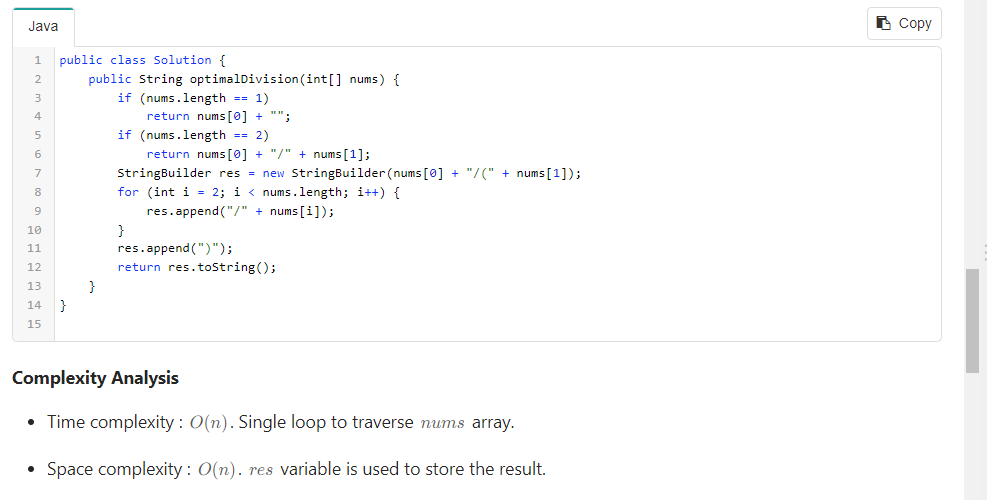 Java
Copy
1 public class Solution {
2     public String optimalDivision(int[] nums) {
3         if (nums.length == 1)
4             return nums[0] + "";
5         if (nums.length == 2)
6             return nums[0] + "/" + nums[1];
7         StringBuilder res = new StringBuilder(nums[0] + "/(" + nums[1]);
8         for (int i = 2; i < nums.length; i++) {
9             res.append("/" + nums[i]);
10         }
11         res.append(")");
12         return res.toString();
13     }
14 }
15
Complexity Analysis
• Time complexity : O(n). Single loop to traverse nums array.
• Space complexity : O(n). res variable is used to store the result.